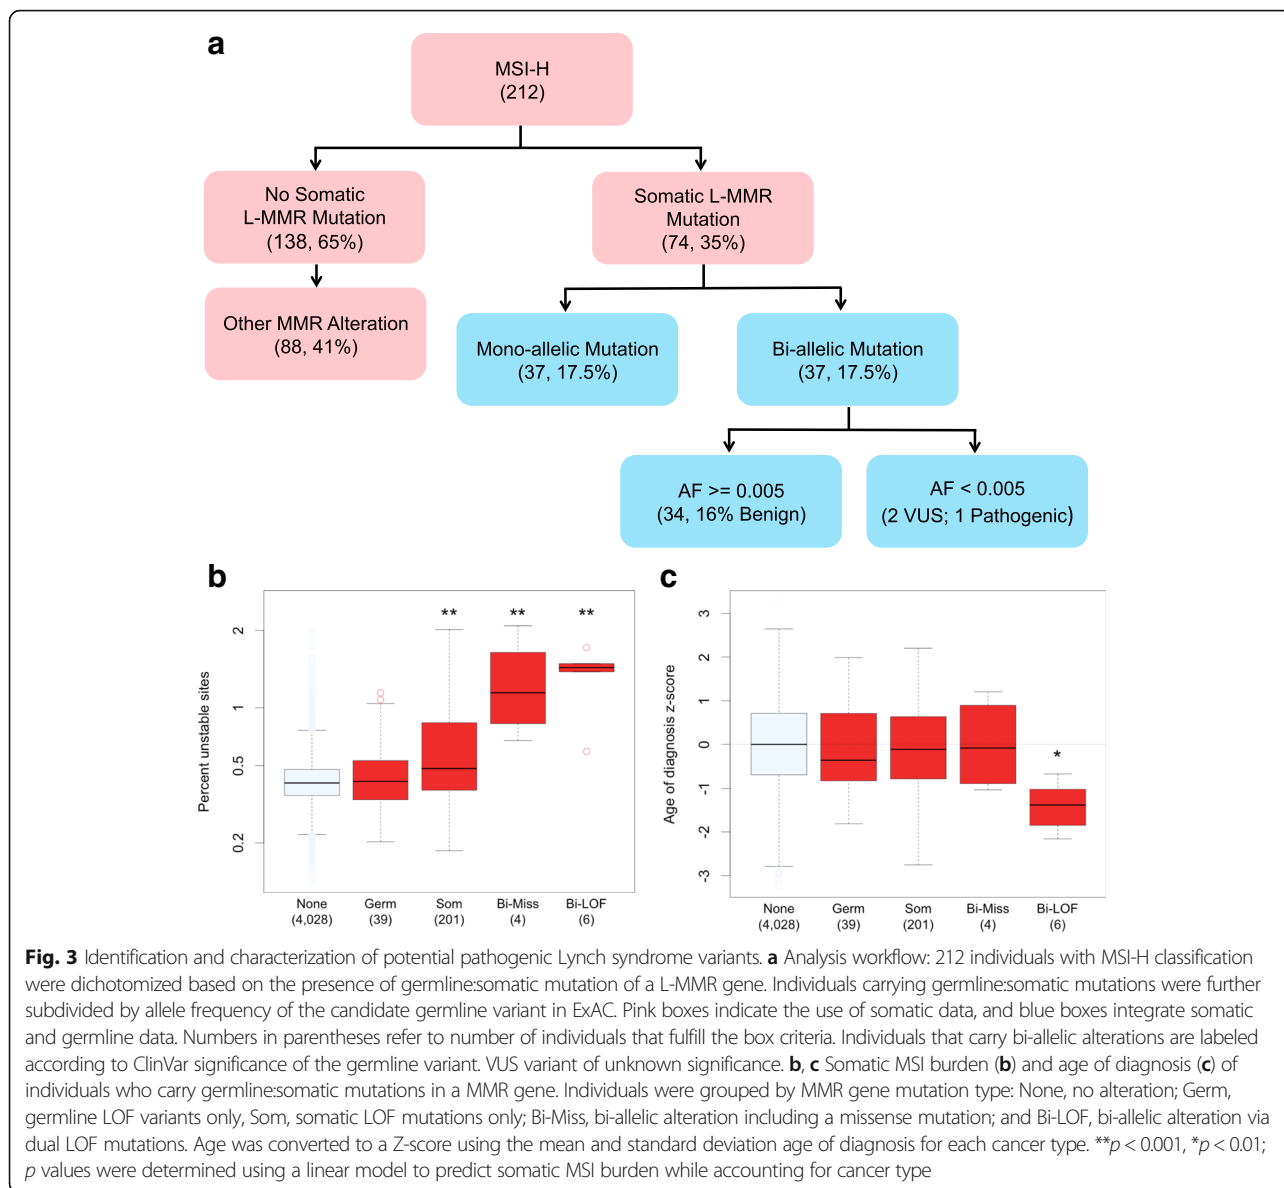 a
MSI-H
(212)
No Somatic
L-MMR Mutation
(138, 65%)
Somatic L-MMR
Mutation
(74, 35%)
Other MMR Alteration
(88, 41%)
Mono-allelic Mutation
(37, 17.5%)
Bi-allelic Mutation
(37, 17.5%)
AF >= 0.005
(34, 16% Benign)
AF < 0.005
(2 VUS; 1 Pathogenic)
b
Percent unstable sites
2
1
0.5
0.2
** ** **
None Germ Som Bi-Miss Bi-LOF
(4,028) (39) (201) (4) (6)
c
Age of diagnosis z-score
3
2
1
0
-1
-2
-3
*
None Germ Som Bi-Miss Bi-LOF
(4,028) (39) (201) (4) (6)
Fig. 3 Identification and characterization of potential pathogenic Lynch syndrome variants. a Analysis workflow: 212 individuals with MSI-H classification
were dichotomized based on the presence of germline:somatic mutation of a L-MMR gene. Individuals carrying germline:somatic mutations were further
subdivided by allele frequency of the candidate germline variant in ExAC. Pink boxes indicate the use of somatic data, and blue boxes integrate somatic
and germline data. Numbers in parentheses refer to number of individuals that fulfill the box criteria. Individuals that carry bi-allelic alterations are labeled
according to ClinVar significance of the germline variant. VUS variant of unknown significance. b, c Somatic MSI burden (b) and age of diagnosis (c) of
individuals who carry germline:somatic mutations in a MMR gene. Individuals were grouped by MMR gene mutation type: None, no alteration; Germ,
germline LOF variants only, Som, somatic LOF mutations only; Bi-Miss, bi-allelic alteration including a missense mutation; and Bi-LOF, bi-allelic alteration via
dual LOF mutations. Age was converted to a Z-score using the mean and standard deviation age of diagnosis for each cancer type. **p < 0.001, *p < 0.01;
p values were determined using a linear model to predict somatic MSI burden while accounting for cancer type